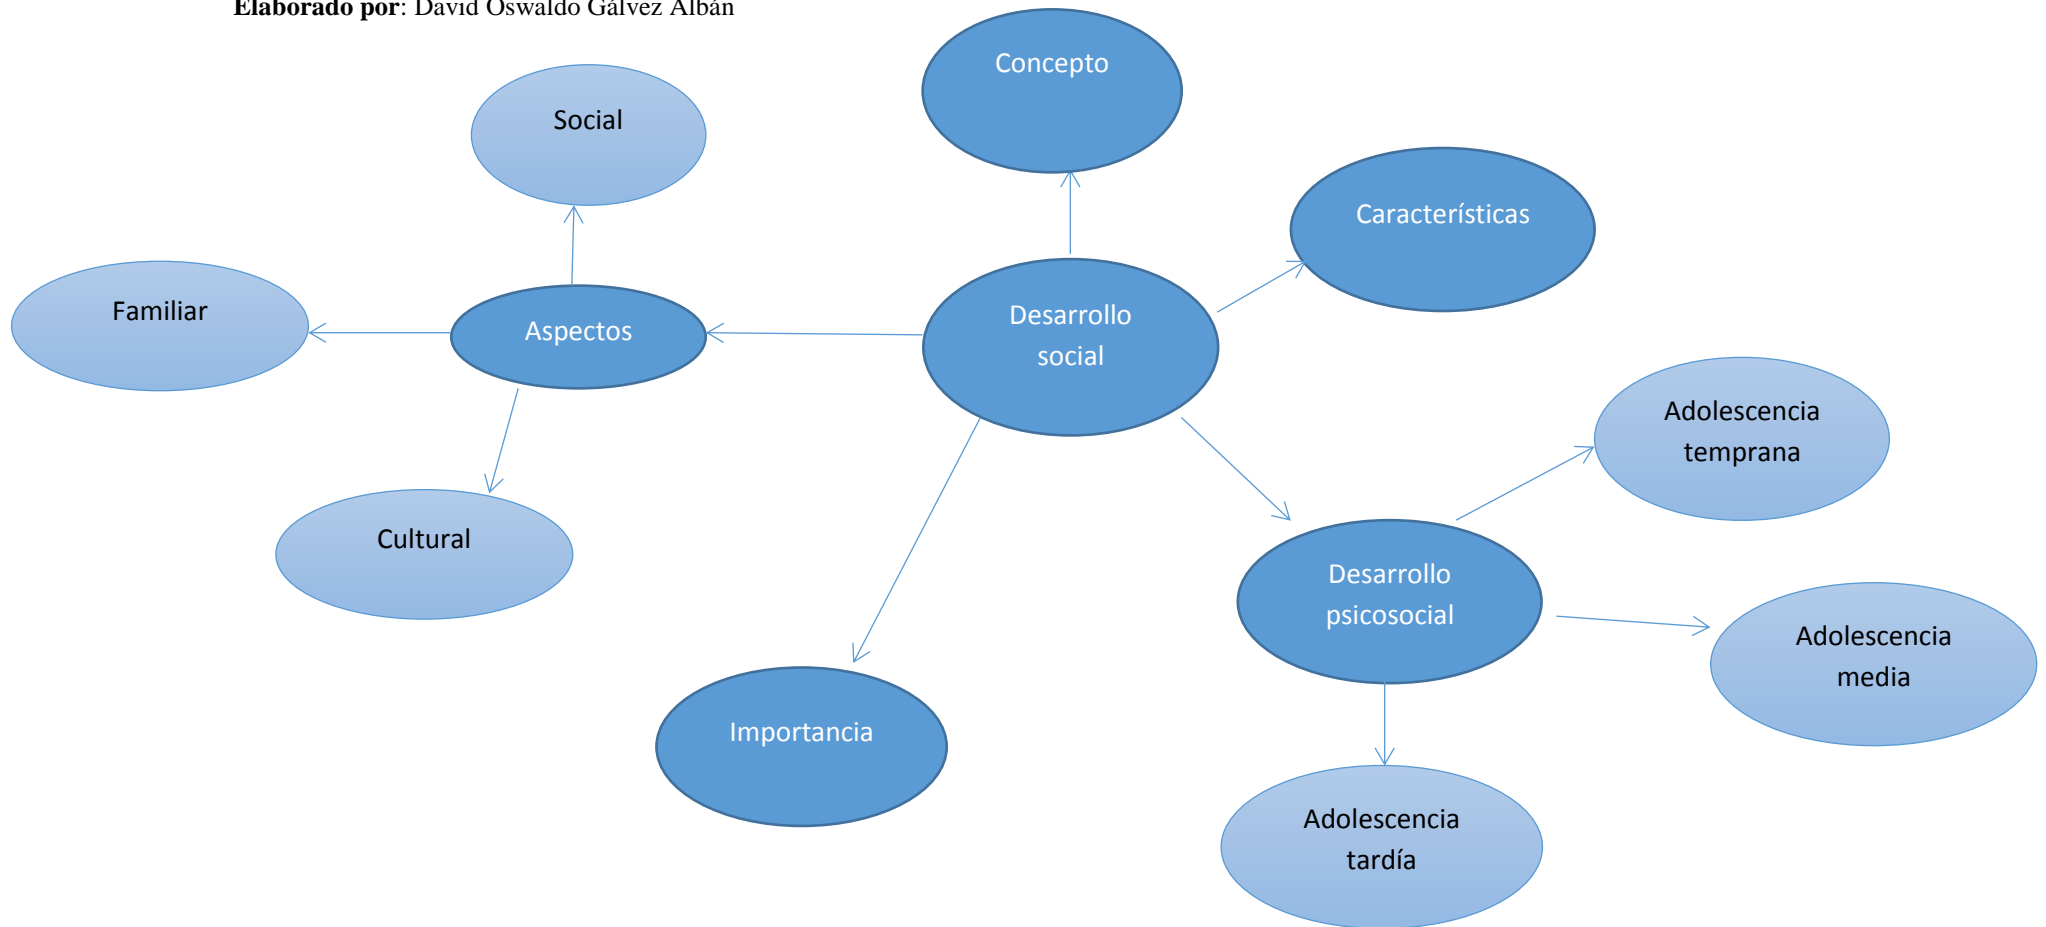 Elaborado por: David Oswaldo Gálvez Albán
Concepto
Social
Características
Familiar
Aspectos
Desarrollo
social
Adolescencia
temprana
Cultural
Desarrollo
psicosocial
Adolescencia
media
Importancia
Adolescencia
tardía